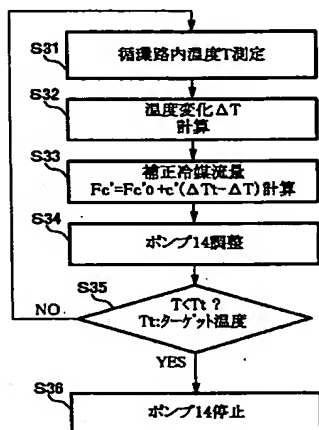 S31
循環路内温度T測定
S32
温度変化ΔT
計算
S33
補正冷媒流量
Fc'=Fc'0+c'(ΔTt-ΔT)計算
S34
ポンプ14調整
S35
T<Tt ?
Tt:ターゲット温度
NO
YES
S36
ポンプ14停止